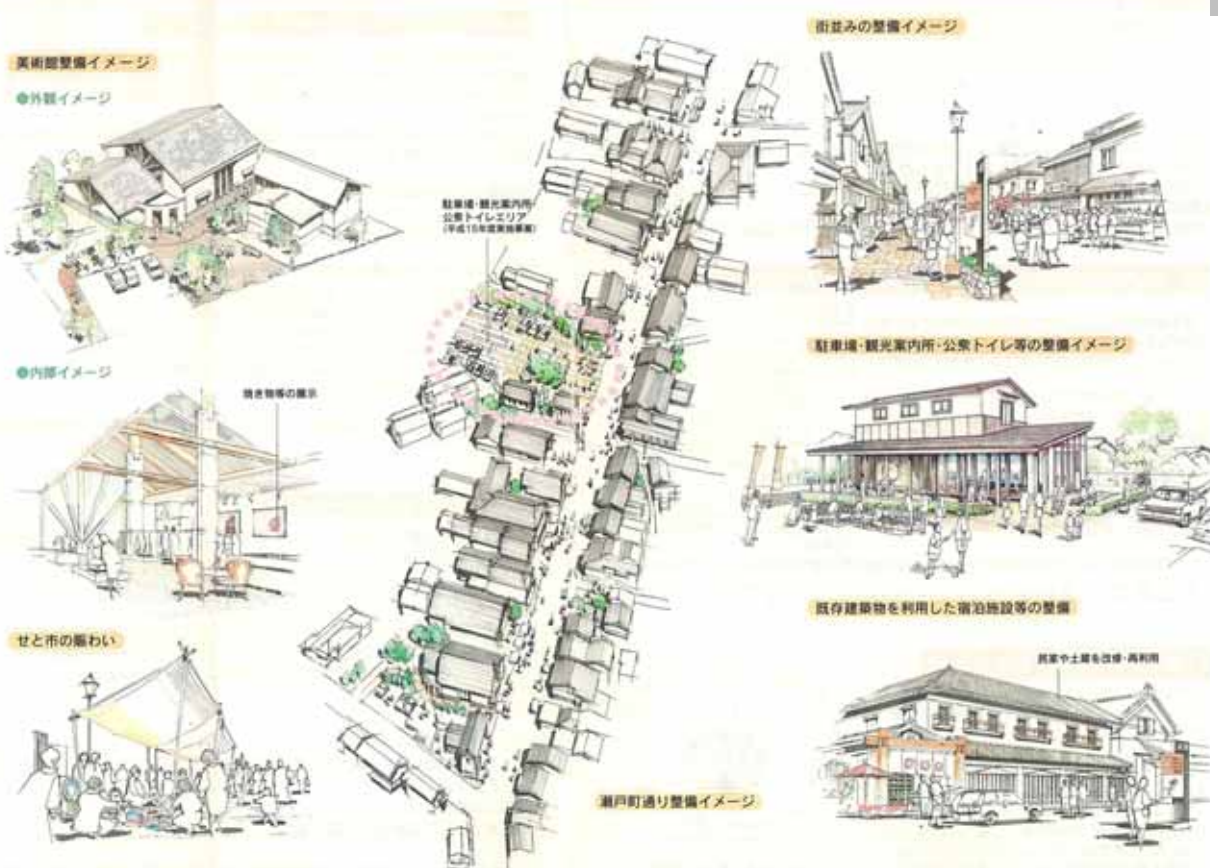 美術館整備イメージ
●外観イメージ
●内部イメージ
焼き物等の展示
せと市の賑わい
駐車場・観光案内所・
公衆トイレエリア
(平成15年度実施事業)
瀬戸町通り整備イメージ
街並みの整備イメージ
駐車場・観光案内所・公衆トイレ等の整備イメージ
既存建築物を利用した宿泊施設等の整備
民家や土蔵を改修・再利用